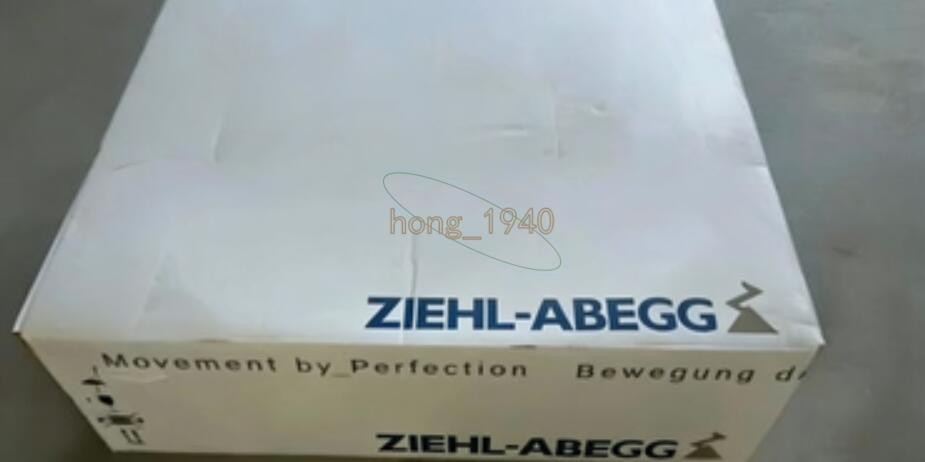 hong_1940
ZIEHL-ABEGG
Movement by Perfection Bewegung
ZIEHL-ABEGG